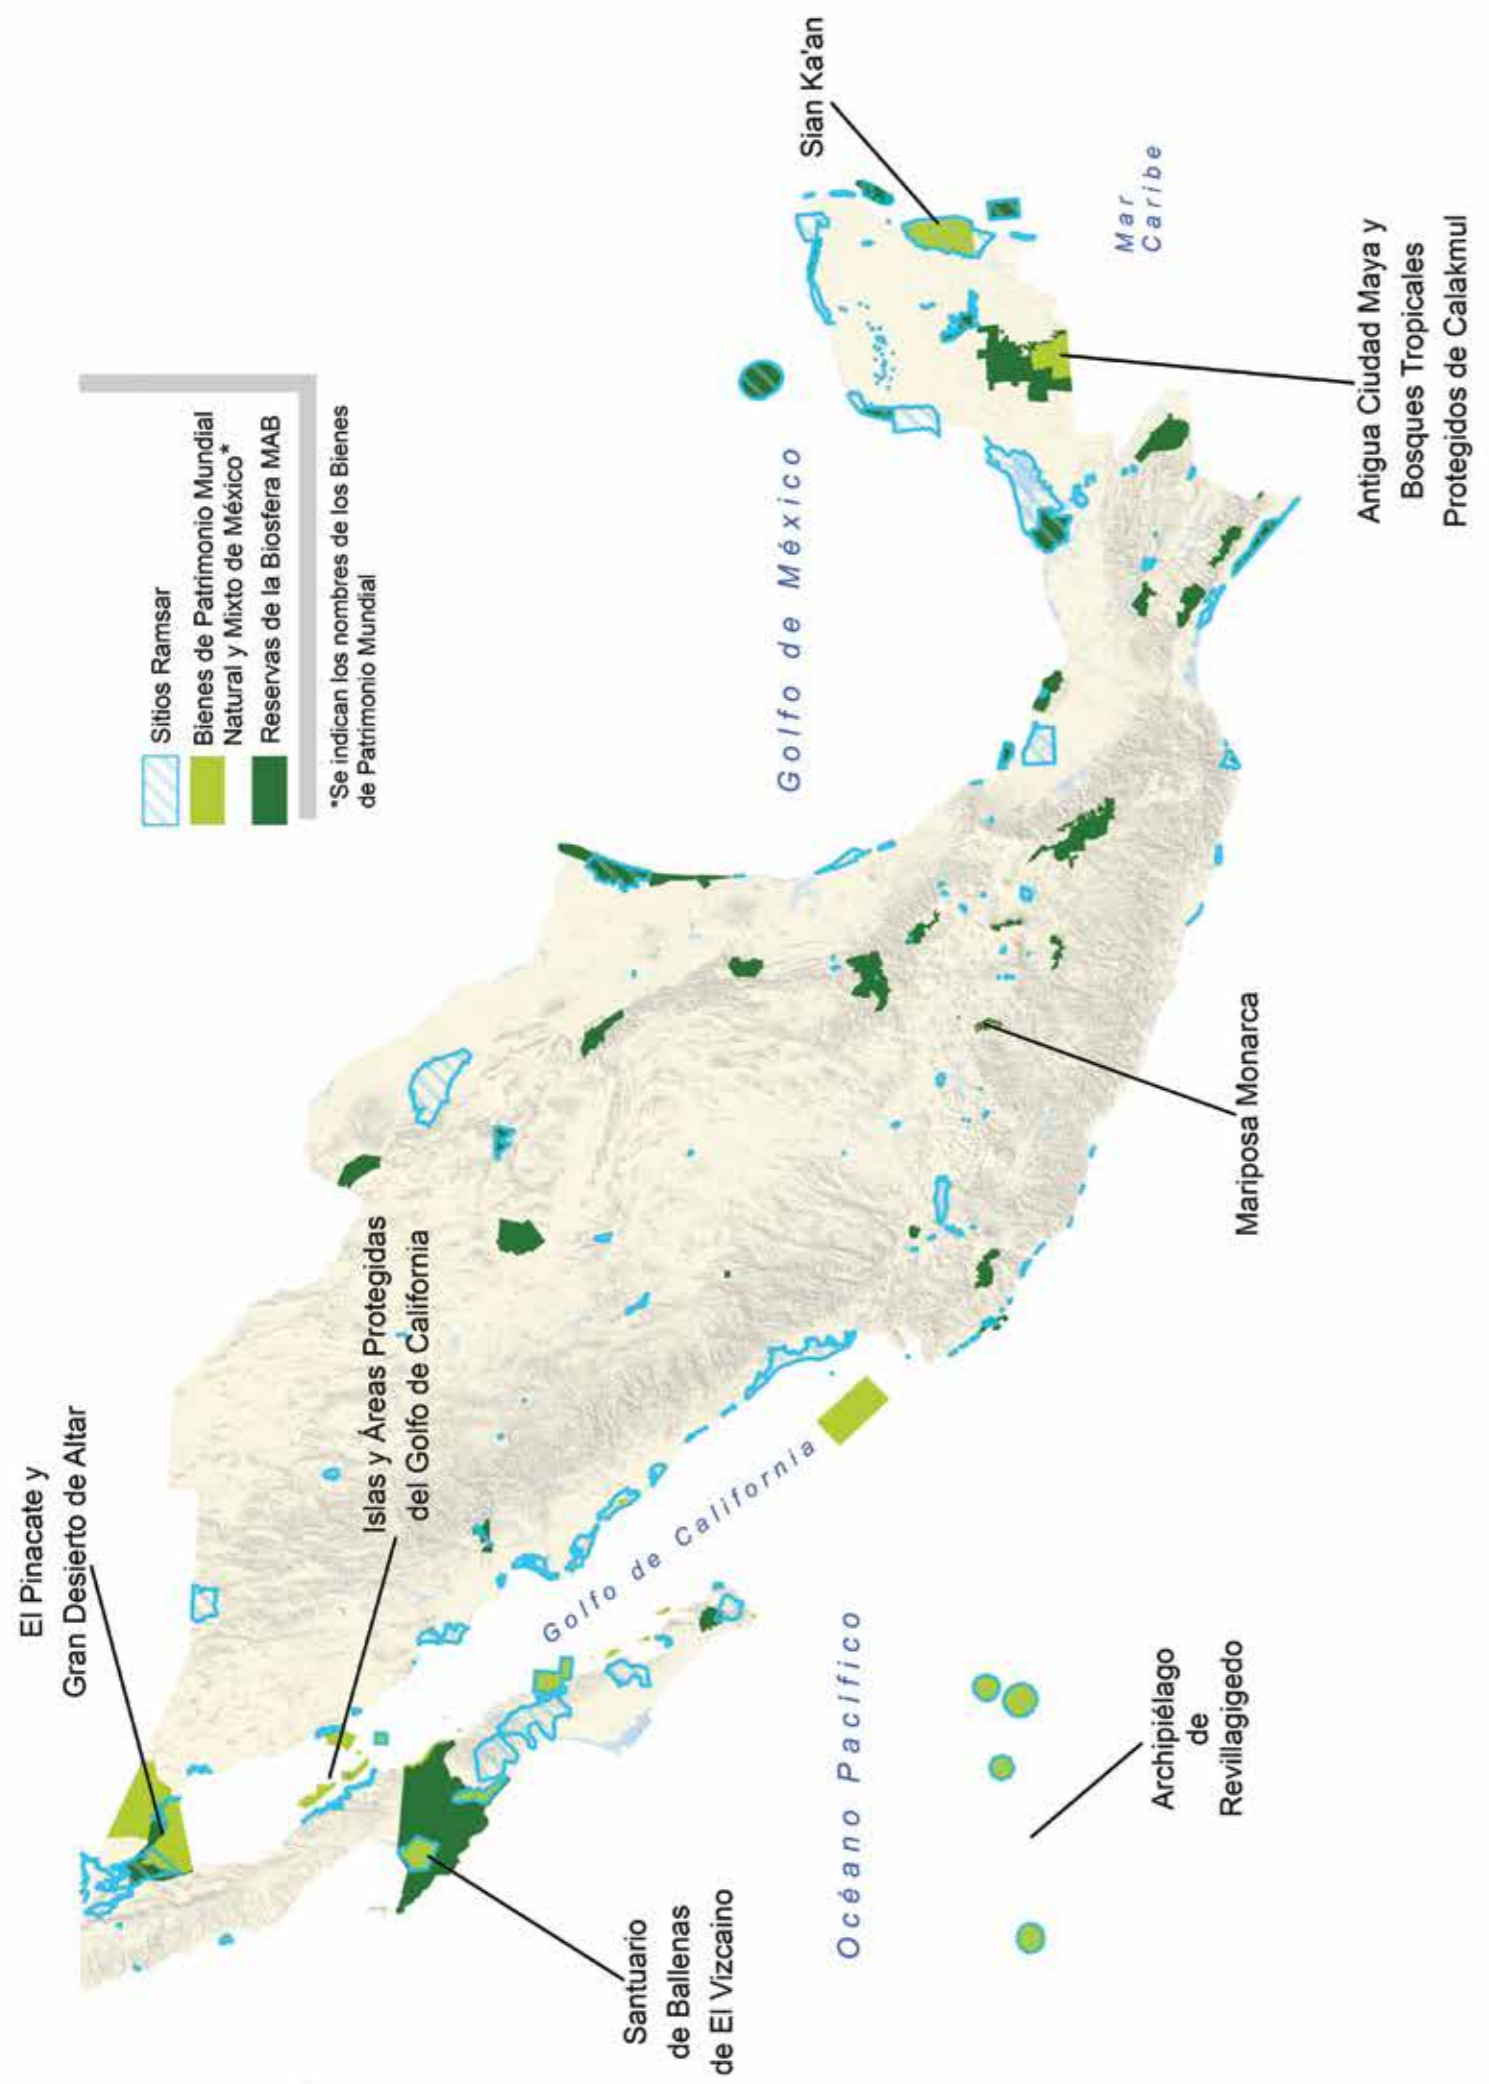 El Pinacate y
Gran Desierto de Altar
Islas y Áreas Protegidas
del Golfo de California
Sitios Ramsar
Bienes de Patrimonio Mundial
Natural y Mixto de México*
Reservas de la Biosfera MAB
*Se indican los nombres de los Bienes
de Patrimonio Mundial
Santuario
de Ballenas
de El Vizcaino
Golfo de California
Golfo de México
Sian Ka'an
Mar
Caribe
Océano Pacífico
Archipiélago
de
Revillagigedo
Mariposa Monarca
Antigua Ciudad Maya y
Bosques Tropicales
Protegidos de Calakmul